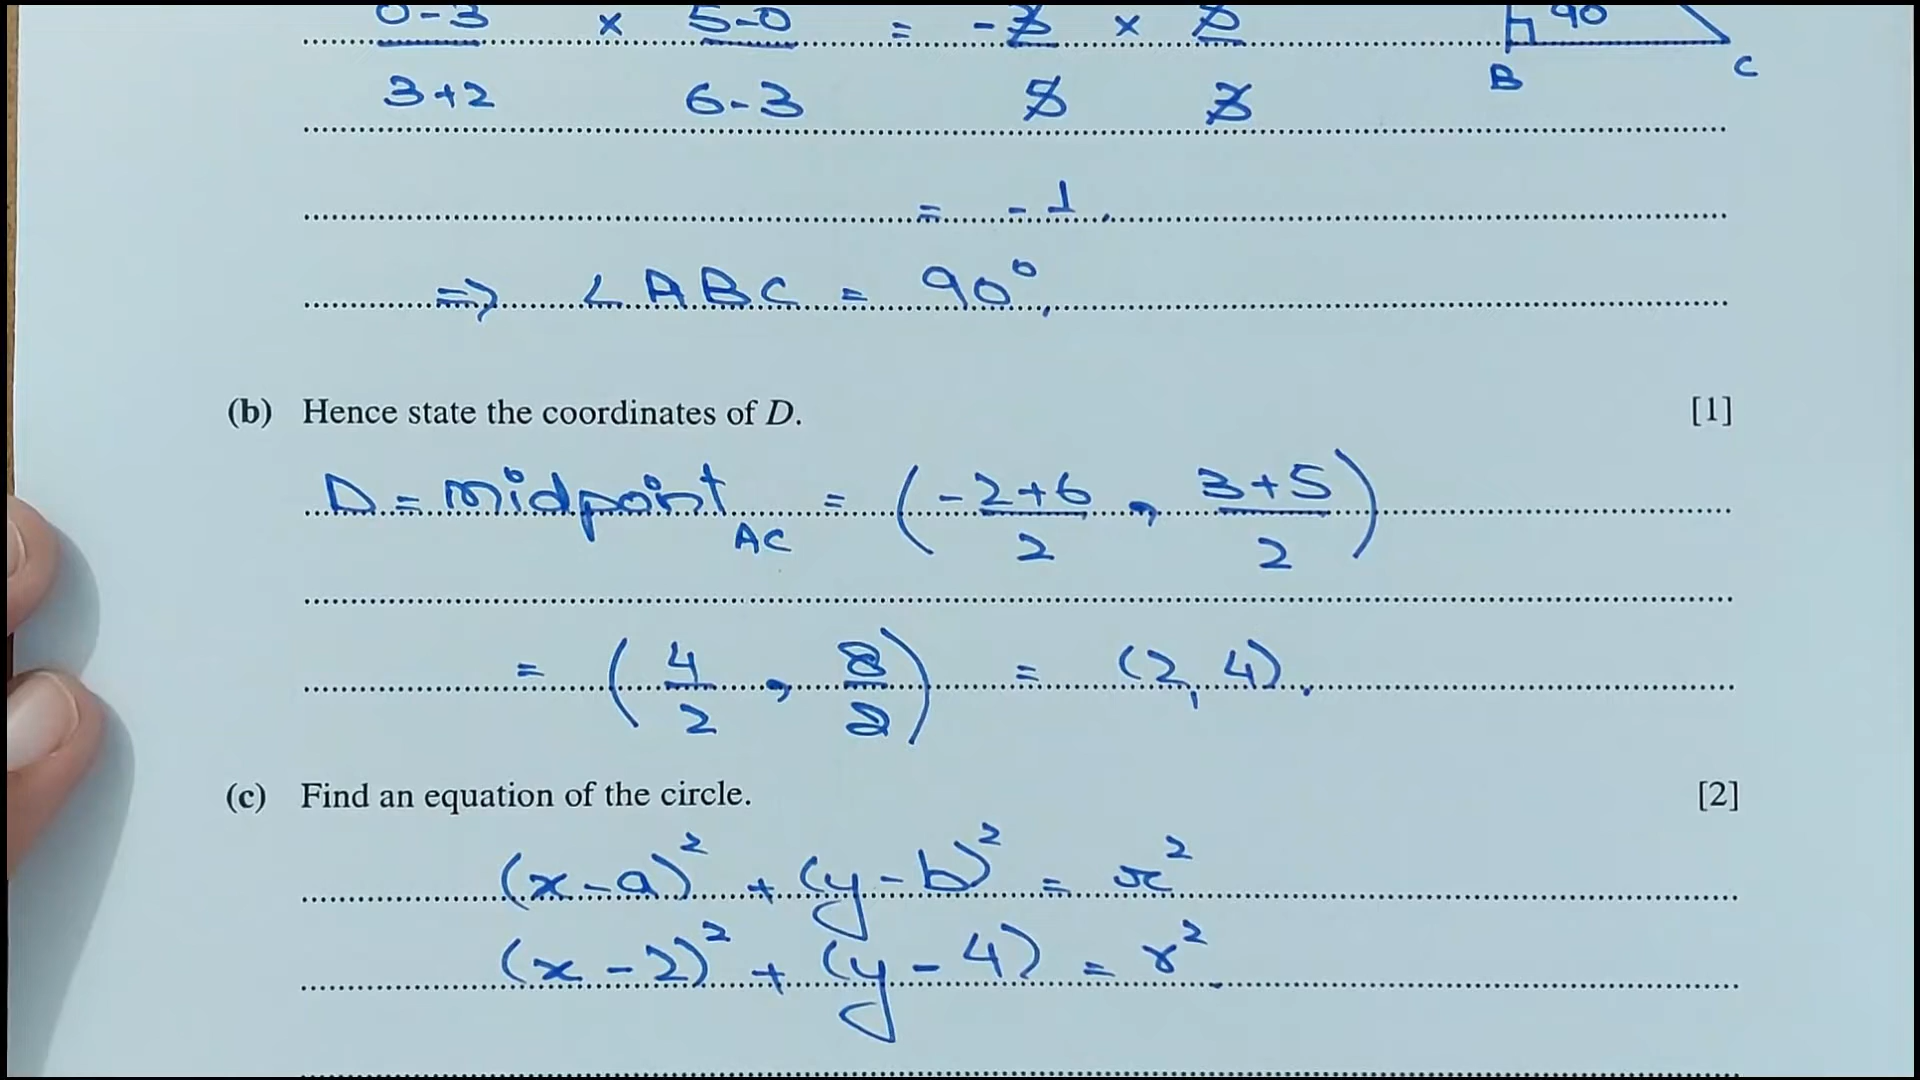 0-3 × 5-0 = -3 × 5 90
3+2 6-3 5 3 B C
= -1.
⇒ ∠ABC = 90°
(b) Hence state the coordinates of D. [1]
D = midpoint AC = (-2+6/2 , 3+5/2)
= (4/2 , 8/2) = (2, 4).
(c) Find an equation of the circle. [2]
(x-a)² + (y-b)² = r²
(x-2)² + (y-4) = r²